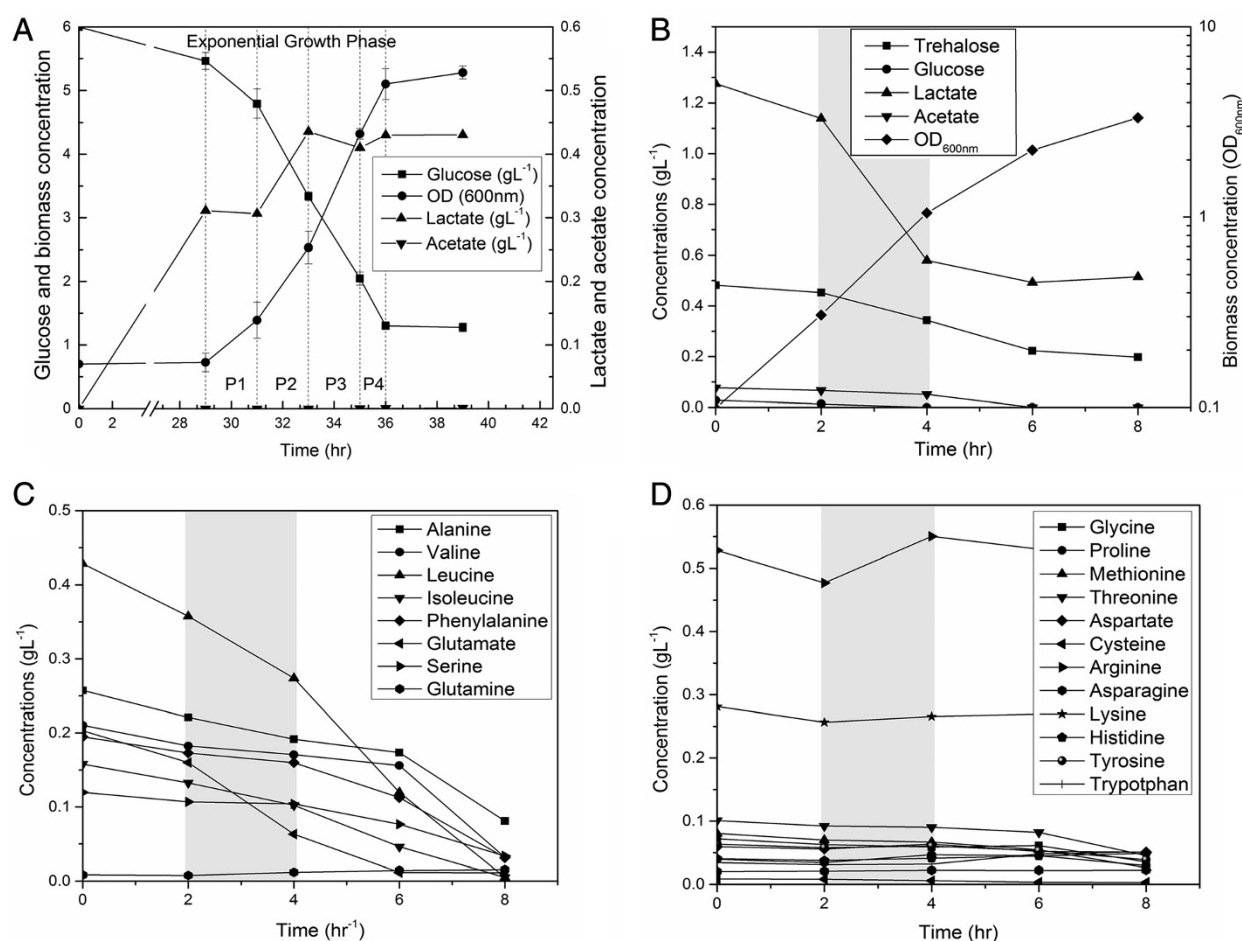 A
Exponential Growth Phase
Glucose and biomass concentration
6
5
4
3
2
1
0
Lactate and acetate concentration
0.6
0.5
0.4
0.3
0.2
0.1
0.0
Glucose (gL-1)
OD (600nm)
Lactate (gL-1)
Acetate (gL-1)
P1 P2 P3 P4
0 2 28 30 32 34 36 38 40 42
Time (hr)
B
Concentrations (gL-1)
1.4
1.2
1.0
0.8
0.6
0.4
0.2
0.0
Trehalose
Glucose
Lactate
Acetate
OD600nm
Biomass concentration (OD600nm)
10
1
0.1
0 2 4 6 8
Time (hr)
C
Concentrations (gL-1)
0.5
0.4
0.3
0.2
0.1
0.0
Alanine
Valine
Leucine
Isoleucine
Phenylalanine
Glutamate
Serine
Glutamine
0 2 4 6 8
Time (hr-1)
D
Concentration (gL-1)
0.6
0.5
0.4
0.3
0.2
0.1
0.0
Glycine
Proline
Methionine
Threonine
Aspartate
Cysteine
Arginine
Asparagine
Lysine
Histidine
Tyrosine
Trypotphan
0 2 4 6 8
Time (hr)